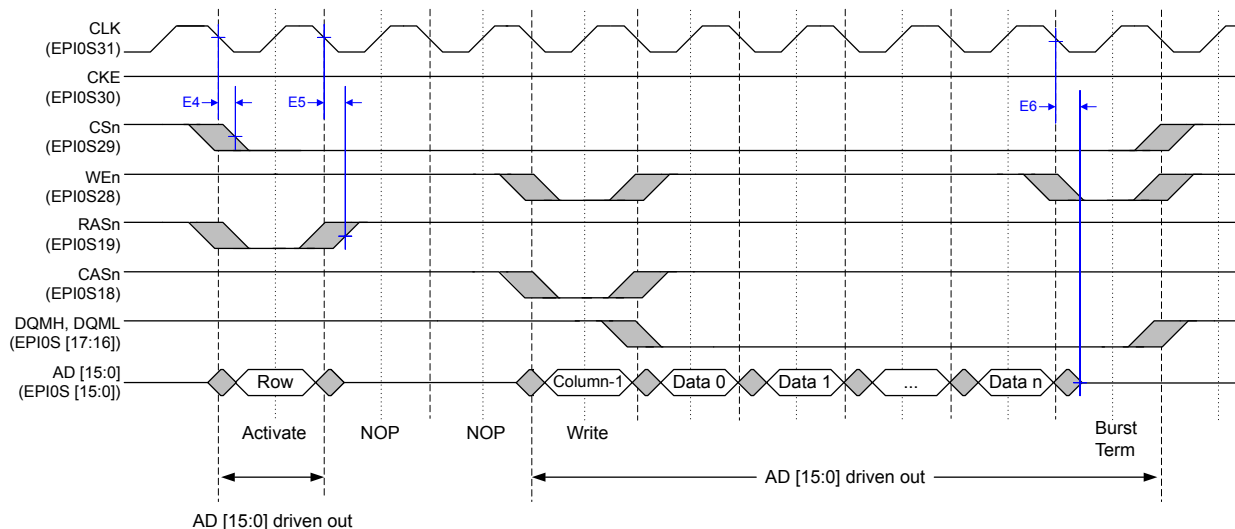 CLK
(EPI0S31)
CKE
(EPI0S30)
E4
E5
E6
CSn
(EPI0S29)
WEn
(EPI0S28)
RASn
(EPI0S19)
CASn
(EPI0S18)
DQMH, DQML
(EPI0S [17:16])
AD [15:0]
(EPI0S [15:0])
Row
Column-1
Data 0
Data 1
...
Data n
Activate
NOP
NOP
Write
Burst
Term
AD [15:0] driven out
AD [15:0] driven out